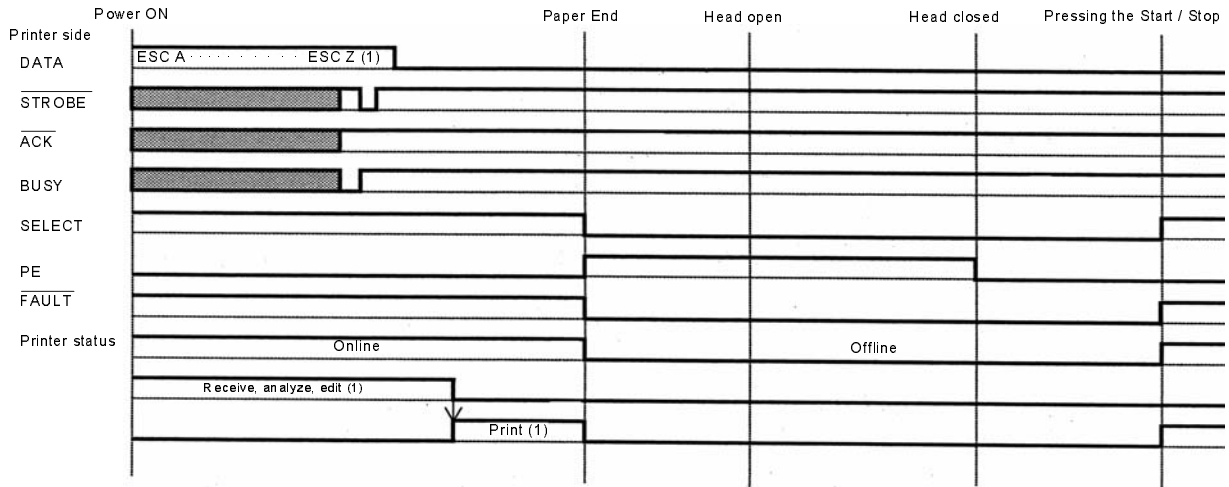 Power ON
Paper End
Head open
Head closed
Pressing the Start / Stop
Printer side
DATA
ESC A · · · · · · · · · · ESC Z (1)
STROBE
ACK
BUSY
SELECT
PE
FAULT
Printer status
Online
Offline
Receive, analyze, edit (1)
Print (1)